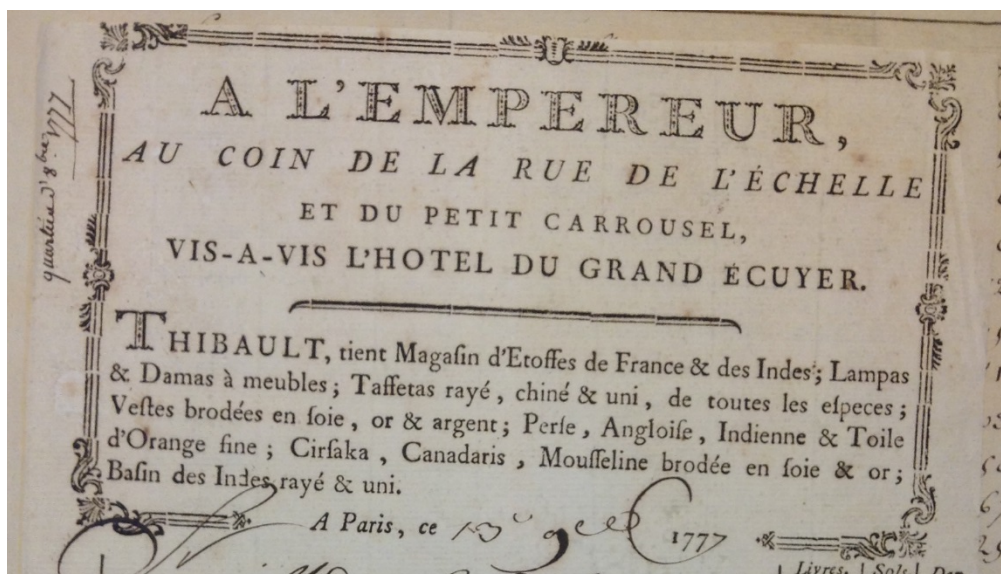 A L'EMPEREUR,
AU COIN DE LA RUE DE L'ÉCHELLE
ET DU PETIT CARROUSEL,
VIS-A-VIS L'HOTEL DU GRAND ÉCUYER.
THIBAULT, tient Magaſin d'Etoffes de France & des Indes; Lampas
& Damas à meubles; Taffetas rayé, chiné & uni, de toutes les eſpeces;
Veſtes brodées en ſoie, or & argent; Perſe, Angloiſe, Indienne & Toile
d'Orange fine; Cirſaka, Canadaris, Mouſſeline brodée en ſoie & or;
Baſin des Indes rayé & uni.
A Paris, ce 1777
Livres. Sols Den
quartier d' 8bre 1777